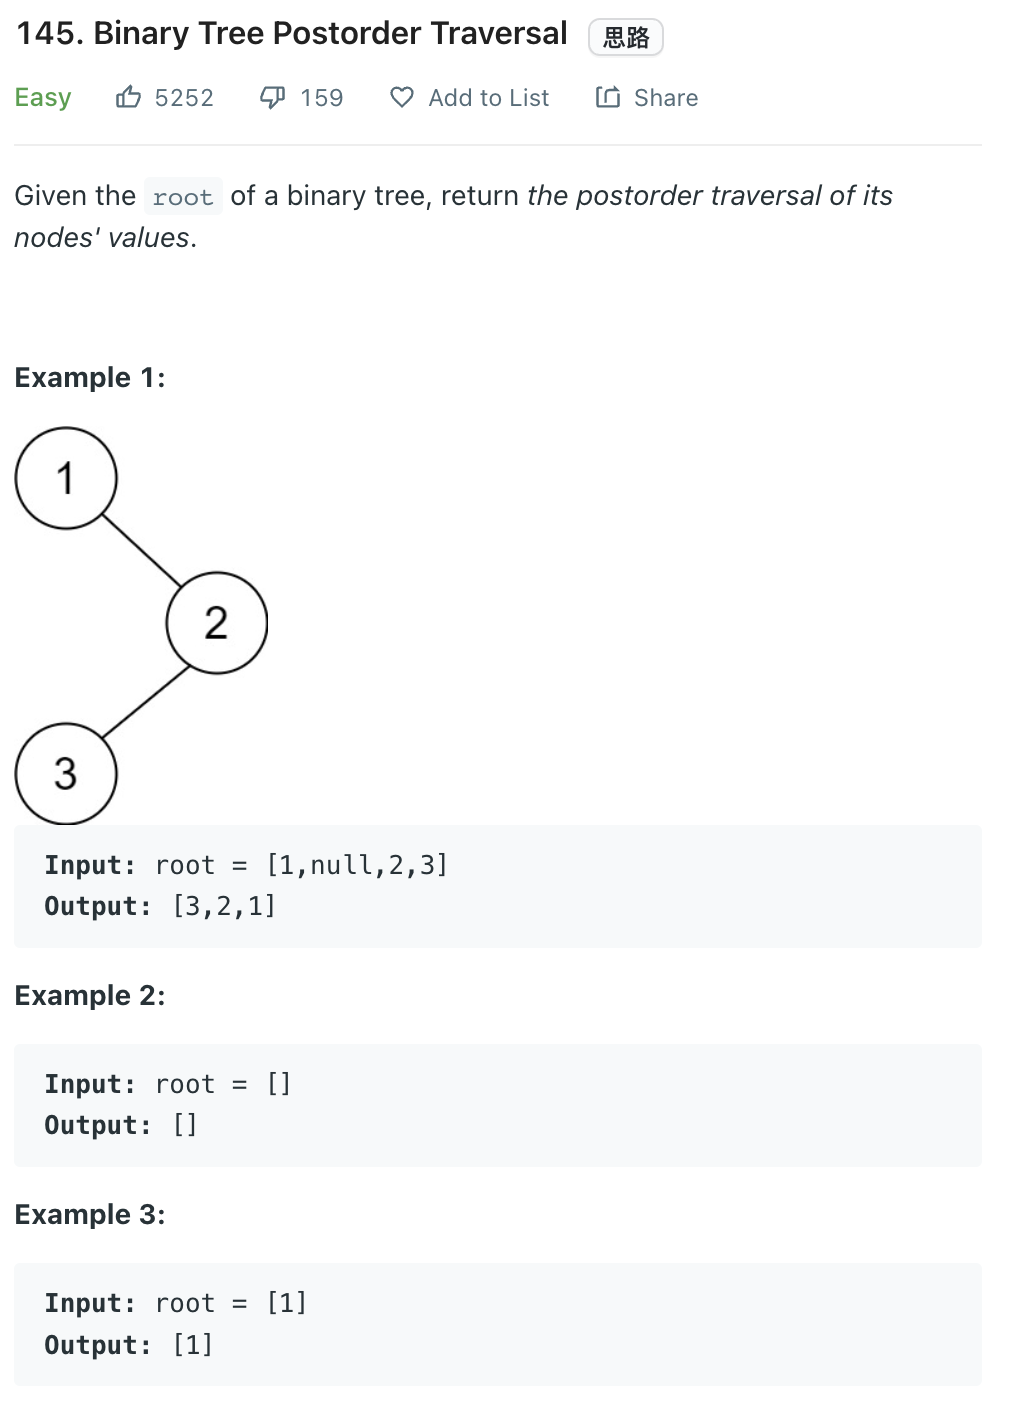 145. Binary Tree Postorder Traversal 思路
Easy 5252 159 Add to List Share
Given the root of a binary tree, return the postorder traversal of its
nodes' values.
Example 1:
1
2
3
Input: root = [1,null,2,3]
Output: [3,2,1]
Example 2:
Input: root = []
Output: []
Example 3:
Input: root = [1]
Output: [1]